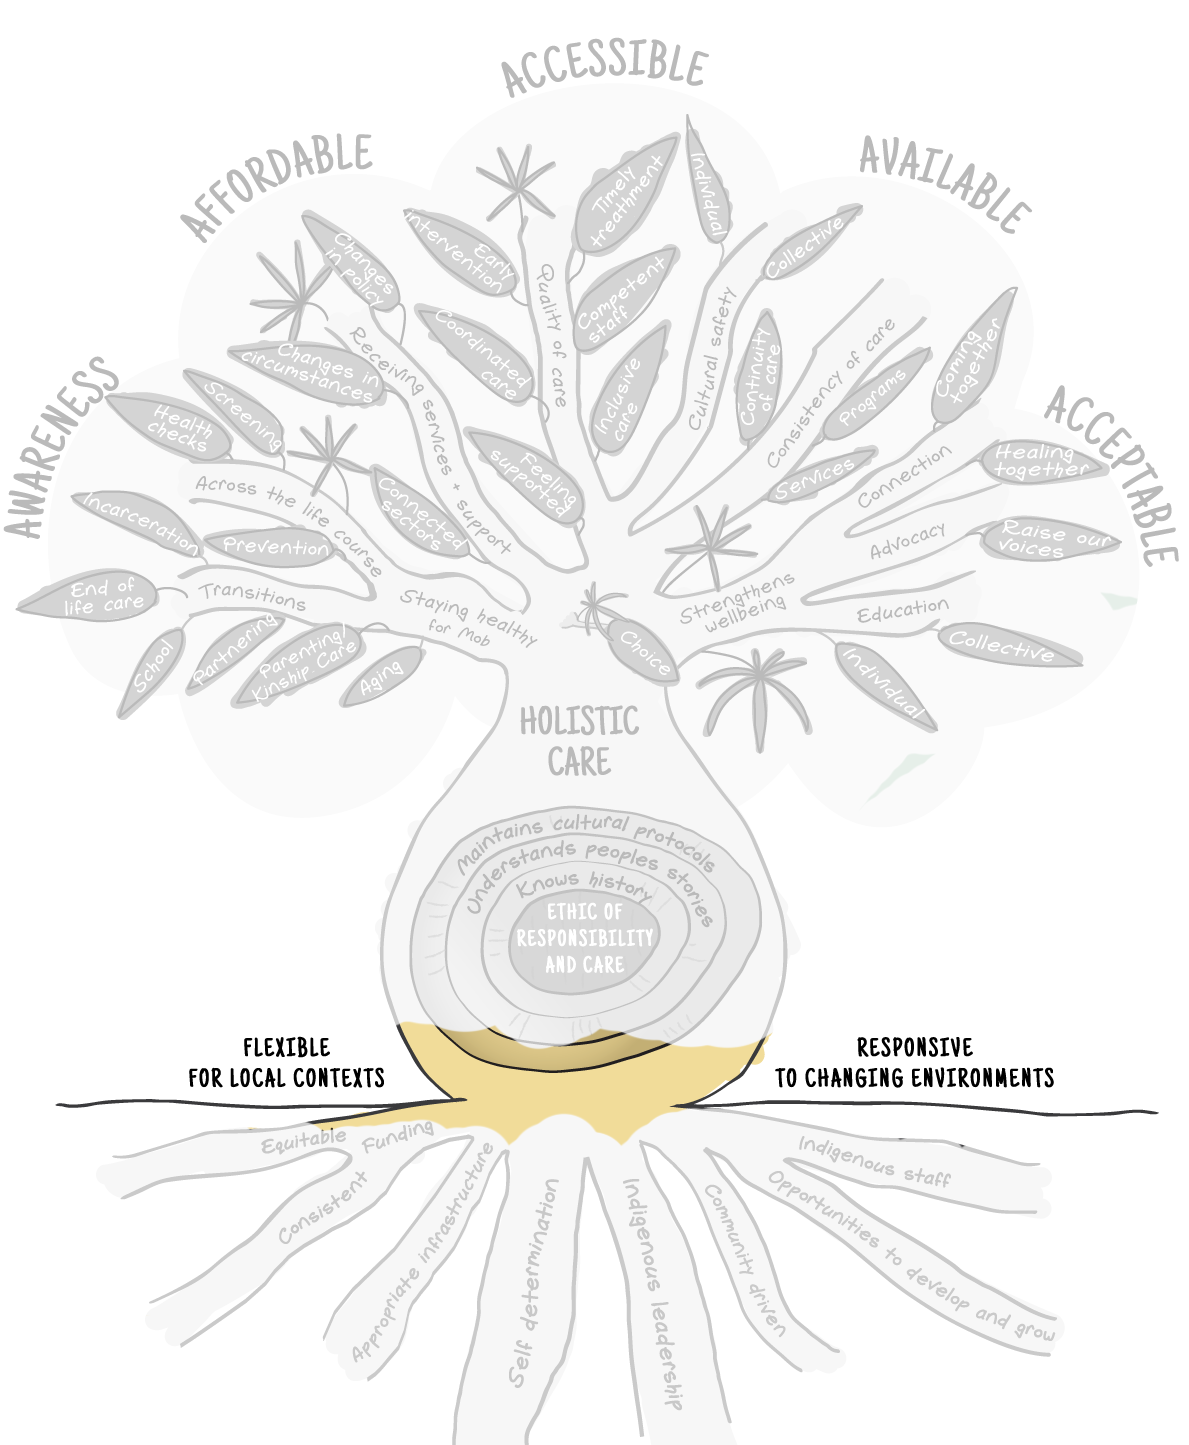 ACCESSIBLE
AFFORDABLE
AVAILABLE
AWARENESS
ACCEPTABLE
Timely
treathment
Individual
Early
intervention
Changes
in policy
Collective
Quality of care
Competent
staff
Cultural safety
Coordinated
care
Receiving services + support
Changes in
circumstances
Inclusive
care
Continuity
of care
Consistency of care
Programs
Coming
together
Screening
Health
checks
Feeling
supported
Connected
sectors
Services
Connection
Healing
together
Across the life course
Incarceration
Prevention
Advocacy
Raise our
voices
End of
life care
Transitions
Staying healthy
for Mob
Strengthens
wellbeing
Education
Collective
Individual
School
Partnering
Parenting/
Kinship Care
Aging
Choice
HOLISTIC
CARE
Maintains cultural protocols
Understands peoples stories
Knows history
ETHIC OF
RESPONSIBILITY
AND CARE
FLEXIBLE
FOR LOCAL CONTEXTS
RESPONSIVE
TO CHANGING ENVIRONMENTS
Equitable Funding
Consistent
Appropriate infrastructure
Self determination
Indigenous leadership
Community driven
Opportunities to develop and grow
Indigenous staff